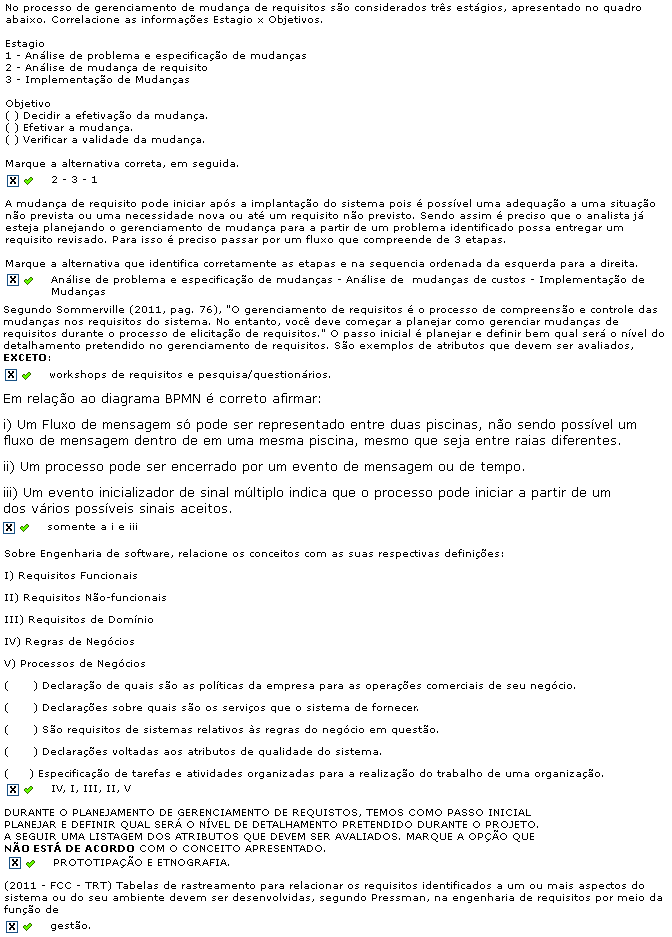 No processo de gerenciamento de mudança de requisitos são considerados três estágios, apresentado no quadro
abaixo. Correlacione as informações Estagio x Objetivos.
Estagio
1 - Análise de problema e especificação de mudanças
2 - Análise de mudança de requisito
3 - Implementação de Mudanças
Objetivo
( ) Decidir a efetivação da mudança.
( ) Efetivar a mudança.
( ) Verificar a validade da mudança.
Marque a alternativa correta, em seguida.
2 - 3 - 1
A mudança de requisito pode iniciar após a implantação do sistema pois é possível uma adequação a uma situação
não prevista ou uma necessidade nova ou até um requisito não previsto. Sendo assim é preciso que o analista já
esteja planejando o gerenciamento de mudança para a partir de um problema identificado possa entregar um
requisito revisado. Para isso é preciso passar por um fluxo que compreende de 3 etapas.
Marque a alternativa que identifica corretamente as etapas e na sequencia ordenada da esquerda para a direita.
Análise de problema e especificação de mudanças - Análise de mudanças de custos - Implementação de
Mudanças
Segundo Sommerville (2011, pag. 76), "O gerenciamento de requisitos é o processo de compreensão e controle das
mudanças nos requisitos do sistema. No entanto, você deve começar a planejar como gerenciar mudanças de
requisitos durante o processo de elicitação de requisitos." O passo inicial é planejar e definir bem qual será o nível do
detalhamento pretendido no gerenciamento de requisitos. São exemplos de atributos que devem ser avaliados,
EXCETO:
workshops de requisitos e pesquisa/questionários.
Em relação ao diagrama BPMN é correto afirmar:
i) Um Fluxo de mensagem só pode ser representado entre duas piscinas, não sendo possível um
fluxo de mensagem dentro de em uma mesma piscina, mesmo que seja entre raias diferentes.
ii) Um processo pode ser encerrado por um evento de mensagem ou de tempo.
iii) Um evento inicializador de sinal múltiplo indica que o processo pode iniciar a partir de um
dos vários possíveis sinais aceitos.
somente a i e iii
Sobre Engenharia de software, relacione os conceitos com as suas respectivas definições:
I) Requisitos Funcionais
II) Requisitos Não-funcionais
III) Requisitos de Domínio
IV) Regras de Negócios
V) Processos de Negócios
( ) Declaração de quais são as políticas da empresa para as operações comerciais de seu negócio.
( ) Declarações sobre quais são os serviços que o sistema de fornecer.
( ) São requisitos de sistemas relativos às regras do negócio em questão.
( ) Declarações voltadas aos atributos de qualidade do sistema.
( ) Especificação de tarefas e atividades organizadas para a realização do trabalho de uma organização.
IV, I, III, II, V
DURANTE O PLANEJAMENTO DE GERENCIAMENTO DE REQUISTOS, TEMOS COMO PASSO INICIAL
PLANEJAR E DEFINIR QUAL SERÁ O NÍVEL DE DETALHAMENTO PRETENDIDO DURANTE O PROJETO.
A SEGUIR UMA LISTAGEM DOS ATRIBUTOS QUE DEVEM SER AVALIADOS. MARQUE A OPÇÃO QUE
NÃO ESTÁ DE ACORDO COM O CONCEITO APRESENTADO.
PROTOTIPAÇÃO E ETNOGRAFIA.
(2011 - FCC - TRT) Tabelas de rastreamento para relacionar os requisitos identificados a um ou mais aspectos do
sistema ou do seu ambiente devem ser desenvolvidas, segundo Pressman, na engenharia de requisitos por meio da
função de
gestão.